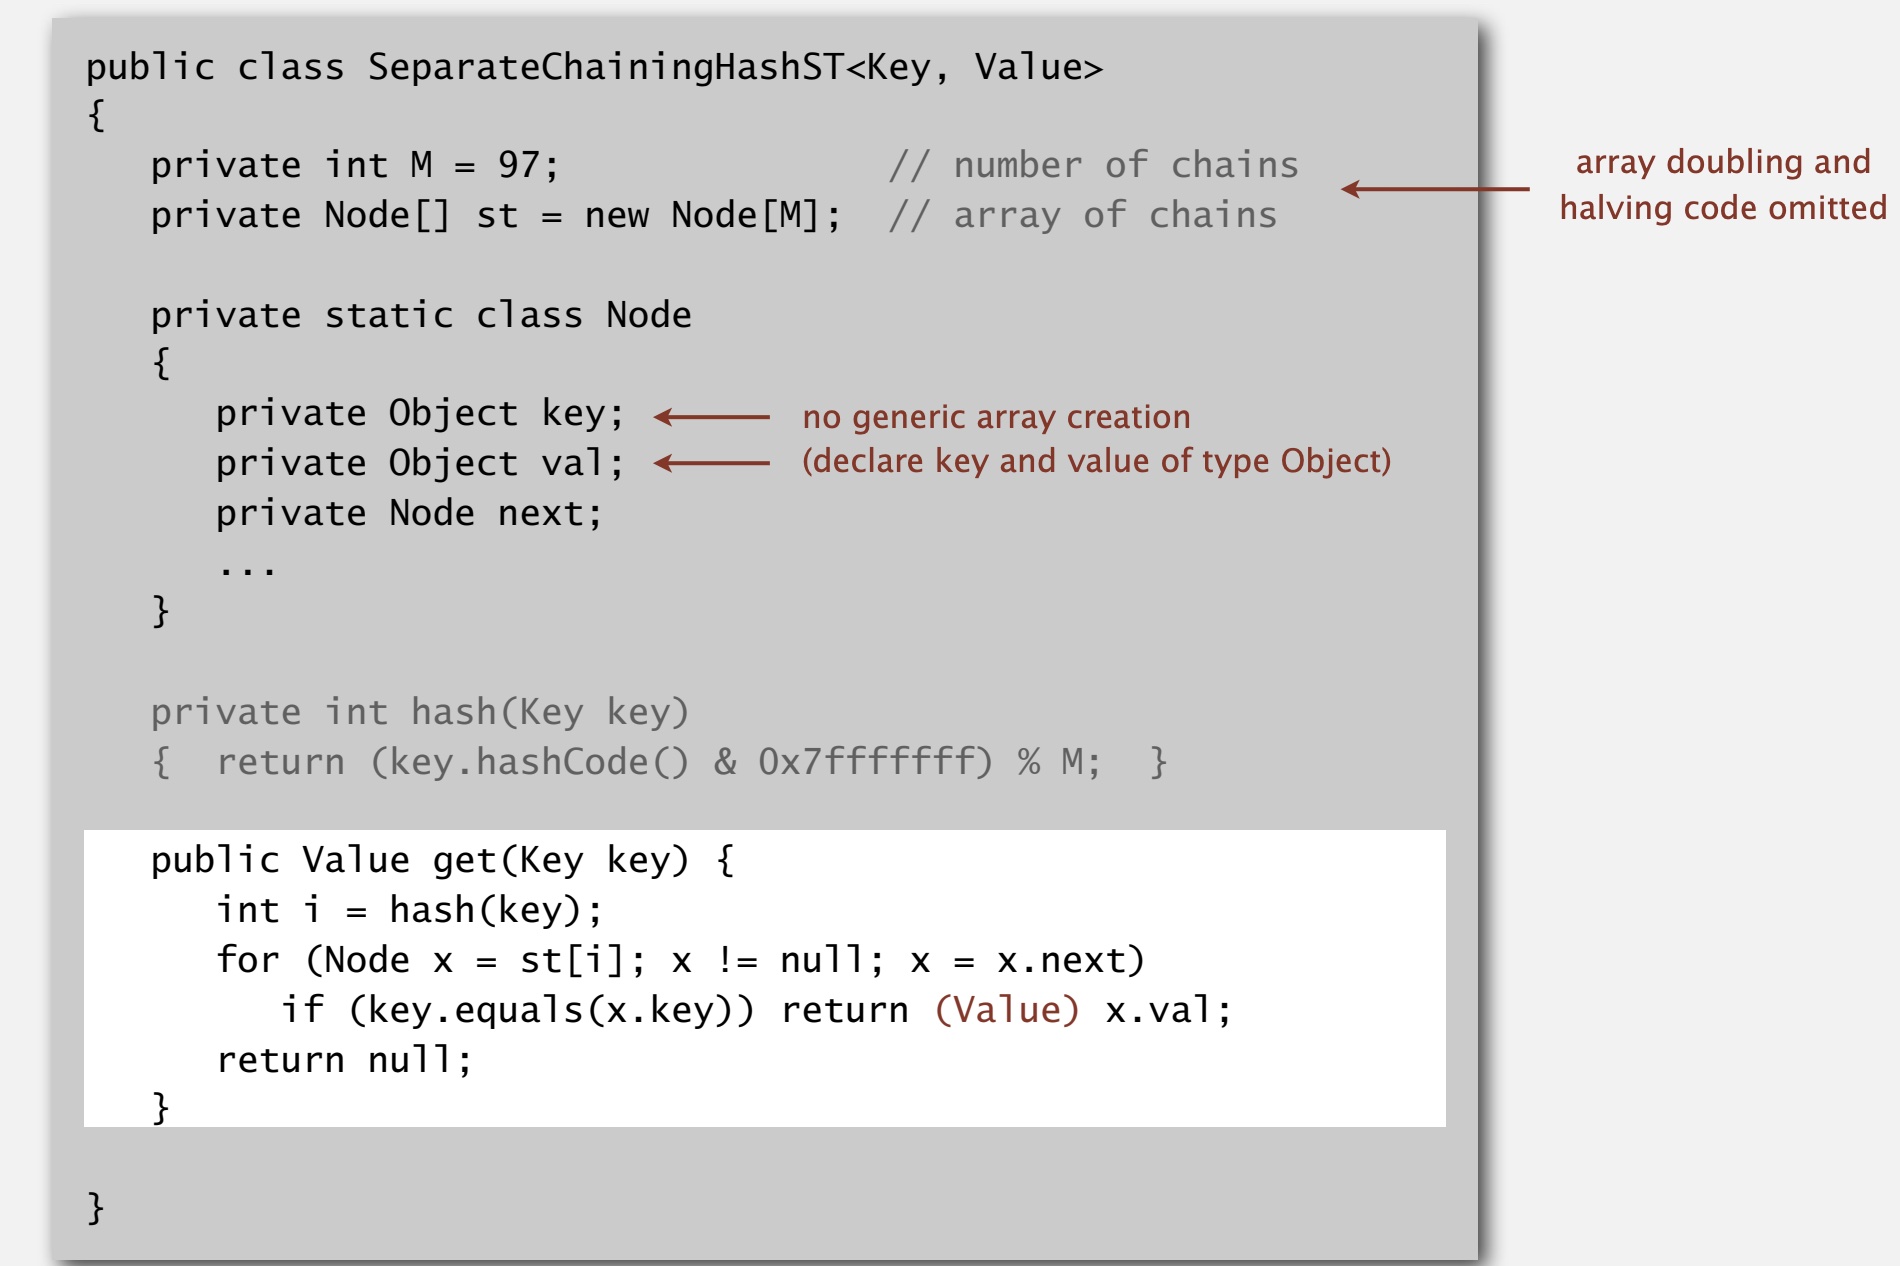 public class SeparateChainingHashST<Key, Value>
{
   private int M = 97;               // number of chains
   private Node[] st = new Node[M];  // array of chains
array doubling and
halving code omitted
   private static class Node
   {
      private Object key;
no generic array creation
      private Object val;
(declare key and value of type Object)
      private Node next;
      ...
   }
   private int hash(Key key)
   {  return (key.hashCode() & 0x7fffffff) % M;  }
   public Value get(Key key) {
      int i = hash(key);
      for (Node x = st[i]; x != null; x = x.next)
         if (key.equals(x.key)) return (Value) x.val;
      return null;
   }
}